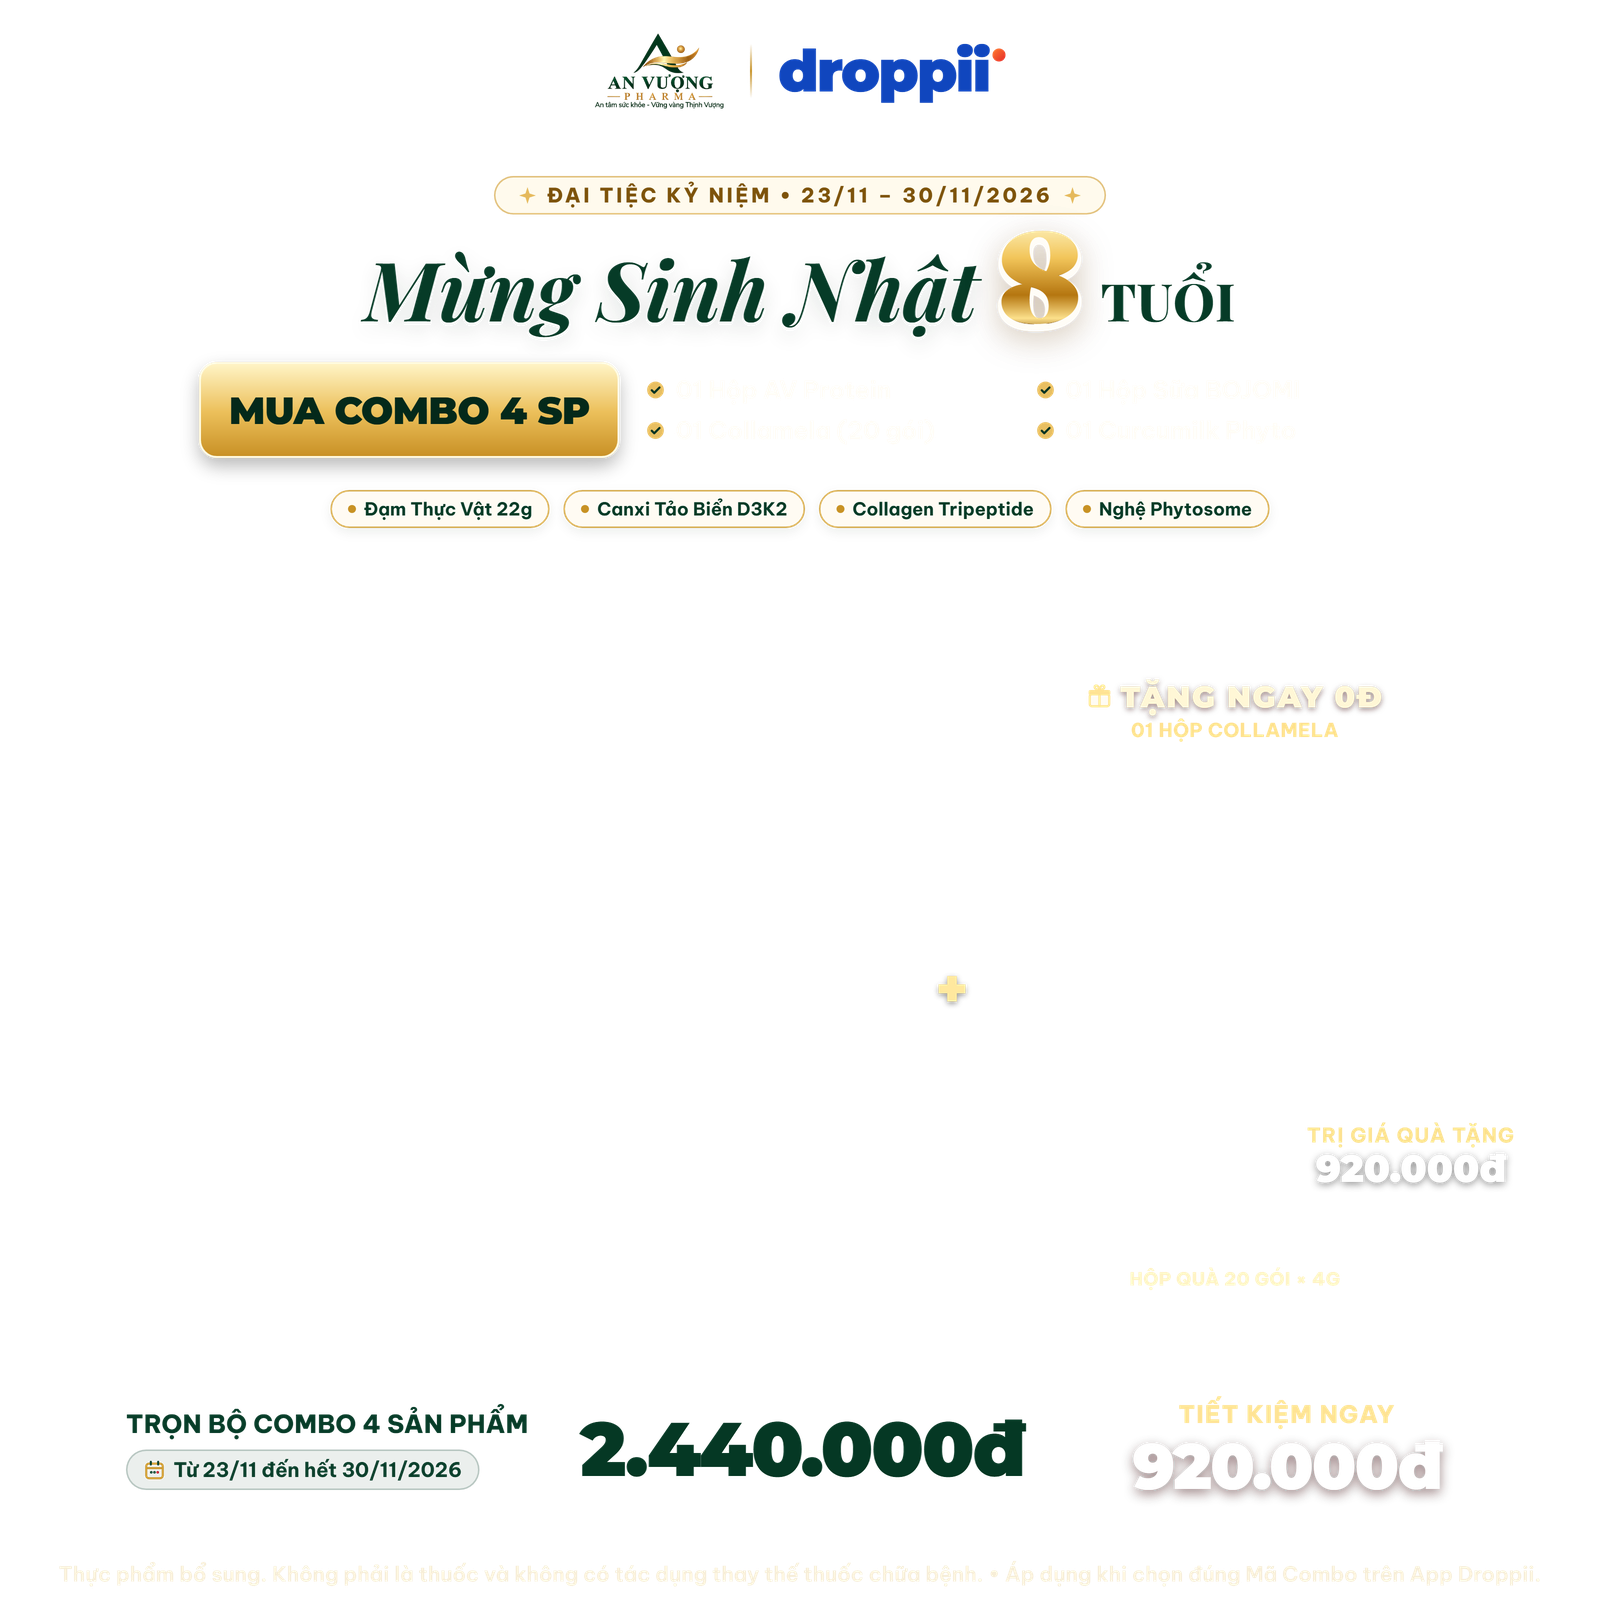 AN VƯỢNG
PHARMA
An tâm sức khỏe - Vững vàng Thịnh Vượng
droppii
ĐẠI TIỆC KỶ NIỆM • 23/11 – 30/11/2026
Mừng Sinh Nhật 8 TUỔI
MUA COMBO 4 SP
Đạm Thực Vật 22g
Canxi Tảo Biển D3K2
Collagen Tripeptide
Nghệ Phytosome
TẶNG NGAY 0Đ
01 HỘP COLLAMELA
TRỊ GIÁ QUÀ TẶNG
920.000đ
HỘP QUÀ 20 GÓI • 4G
TRỌN BỘ COMBO 4 SẢN PHẨM
Từ 23/11 đến hết 30/11/2026
2.440.000đ
TIẾT KIỆM NGAY
920.000đ
Thực phẩm bổ sung. Không phải là thuốc và không có tác dụng thay thế thuốc chữa bệnh. • Áp dụng khi chọn đúng Mã Combo trên App Droppii.